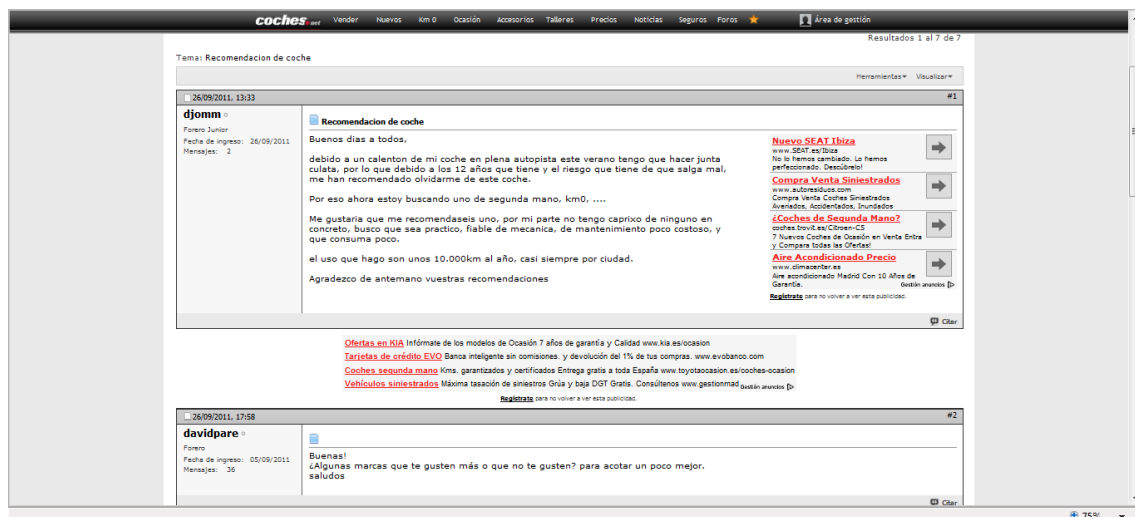 coches.net Vender Nuevos Km 0 Ocasión Accesorios Talleres Precios Noticias Seguros Foros Área de gestión
Resultados 1 al 7 de 7
Tema: Recomendacion de coche
Herramientas Visualizar
26/09/2011, 13:33 #1
djomm
Forero Junior
Fecha de ingreso: 26/09/2011
Mensajes: 2
Recomendacion de coche
Buenos dias a todos,
debido a un calenton de mi coche en plena autopista este verano tengo que hacer junta
culata, por lo que debido a los 12 años que tiene y el riesgo que tiene de que salga mal,
me han recomendado olvidarme de este coche.
Por eso ahora estoy buscando uno de segunda mano, km0, ....
Me gustaria que me recomendaseis uno, por mi parte no tengo caprixo de ninguno en
concreto, busco que sea practico, fiable de mecanica, de mantenimiento poco costoso, y
que consuma poco.
el uso que hago son unos 10.000km al año, casi siempre por ciudad.
Agradezco de antemano vuestras recomendaciones
Nuevo SEAT Ibiza
www.SEAT.es/Ibiza
No lo hemos cambiado. Lo hemos
perfeccionado. Descúbrelo!
Compra Venta Siniestrados
www.autoresiduos.com
Compra Venta Coches Siniestrados
Averiados, Accidentados, Inundados
¿Coches de Segunda Mano?
coches.trovit.es/Citroen-C5
7 Nuevos Coches de Ocasión en Venta Entra
y Compara todas las Ofertas!
Aire Acondicionado Precio
www.climacenter.es
Aire acondicionado Madrid Con 10 Años de
Garantía. Gestión anuncios
Regístrate para no volver a ver esta publicidad.
Citar
Ofertas en KIA Infórmate de los modelos de Ocasión 7 años de garantía y Calidad www.kia.es/ocasion
Tarjetas de crédito EVO Banca inteligente sin comisiones. y devolución del 1% de tus compras. www.evobanco.com
Coches segunda mano Kms. garantizados y certificados Entrega gratis a toda España www.toyotaocasion.es/coches-ocasion
Vehículos siniestrados Máxima tasación de siniestros Grúa y baja DGT Gratis. Consúltenos www.gestionmad Gestión anuncios
Regístrate para no volver a ver esta publicidad.
26/09/2011, 17:58 #2
davidpare
Forero
Fecha de ingreso: 05/09/2011
Mensajes: 36
Buenas!
¿Algunas marcas que te gusten más o que no te gusten? para acotar un poco mejor.
saludos
Citar
75%